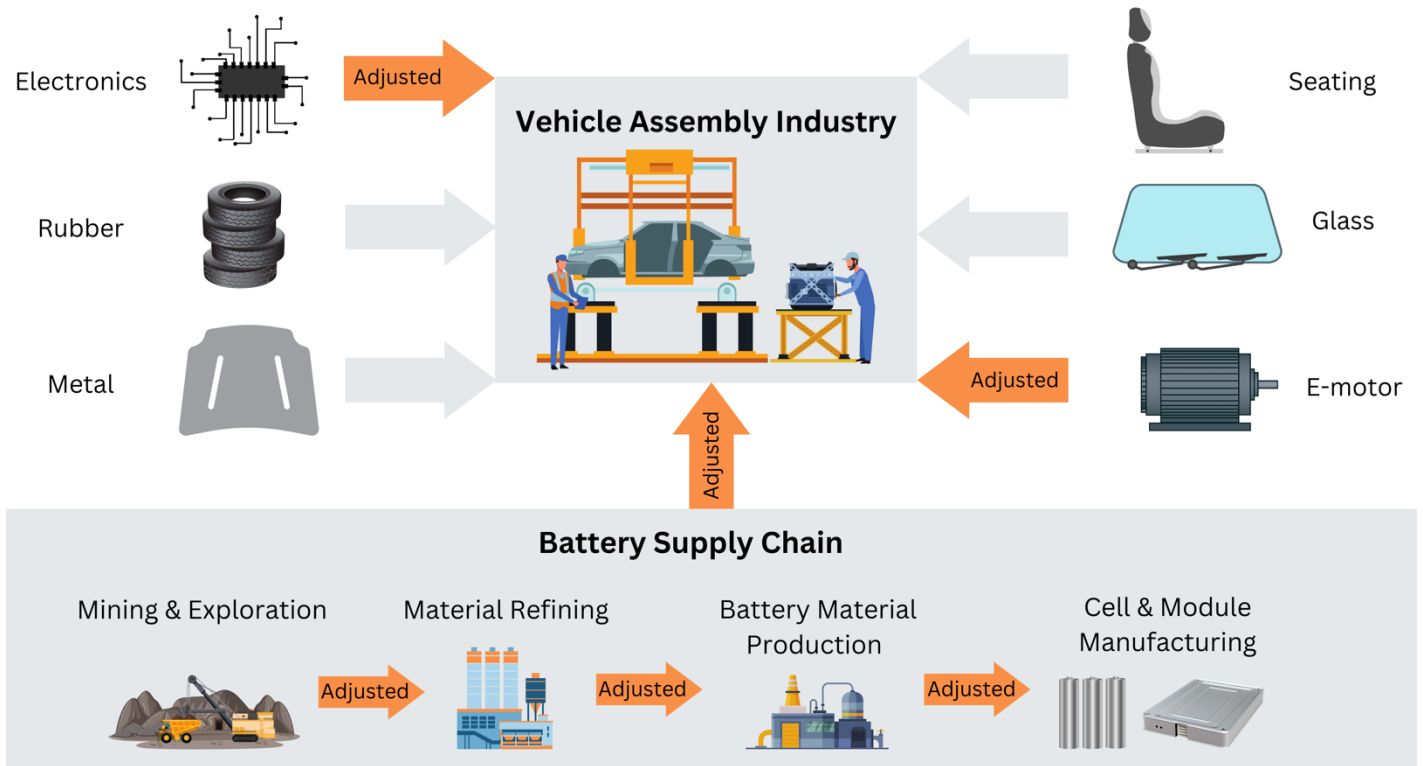 Electronics
Adjusted
Vehicle Assembly Industry
Seating
Rubber
Glass
Metal
Adjusted
E-motor
Adjusted
Battery Supply Chain
Mining & Exploration
Adjusted
Material Refining
Adjusted
Battery Material
Production
Adjusted
Cell & Module
Manufacturing